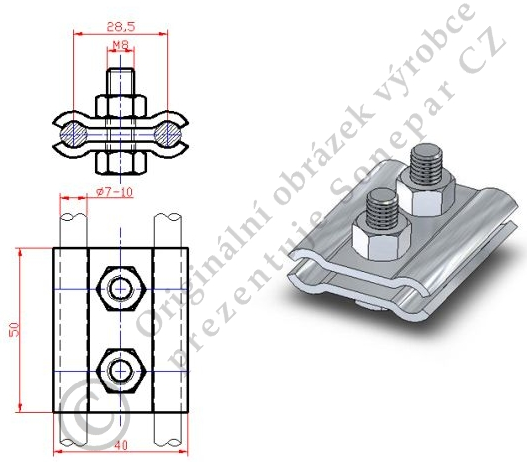 28,5
M8
ø7-10
50
40
©
Originální obrázek výrobce
prezentuje Sonepar CZ